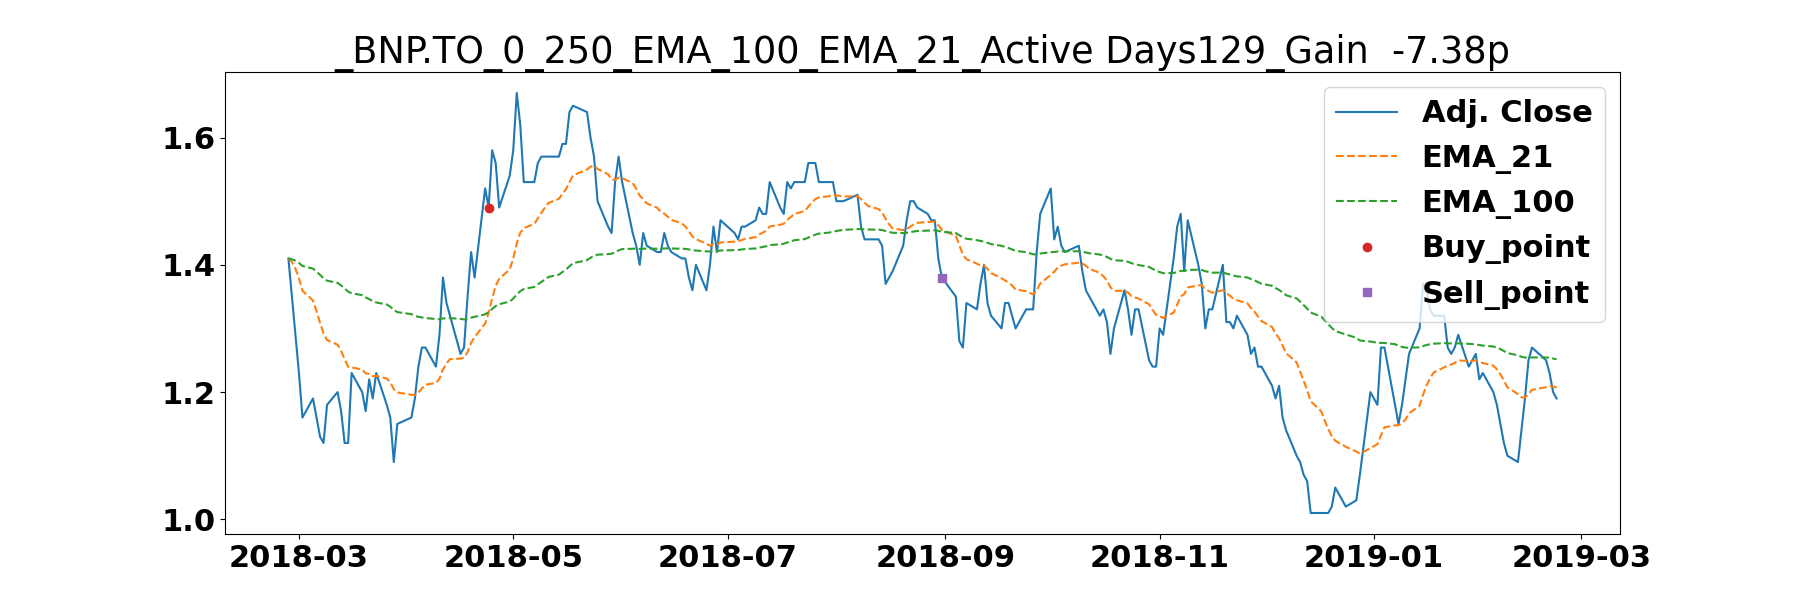 _BNP.TO_0_250_EMA_100_EMA_21_Active Days129_Gain  -7.38p
Adj. Close
EMA_21
EMA_100
Buy_point
Sell_point
1.6
1.4
1.2
1.0
2018-03 2018-05 2018-07 2018-09 2018-11 2019-01 2019-03